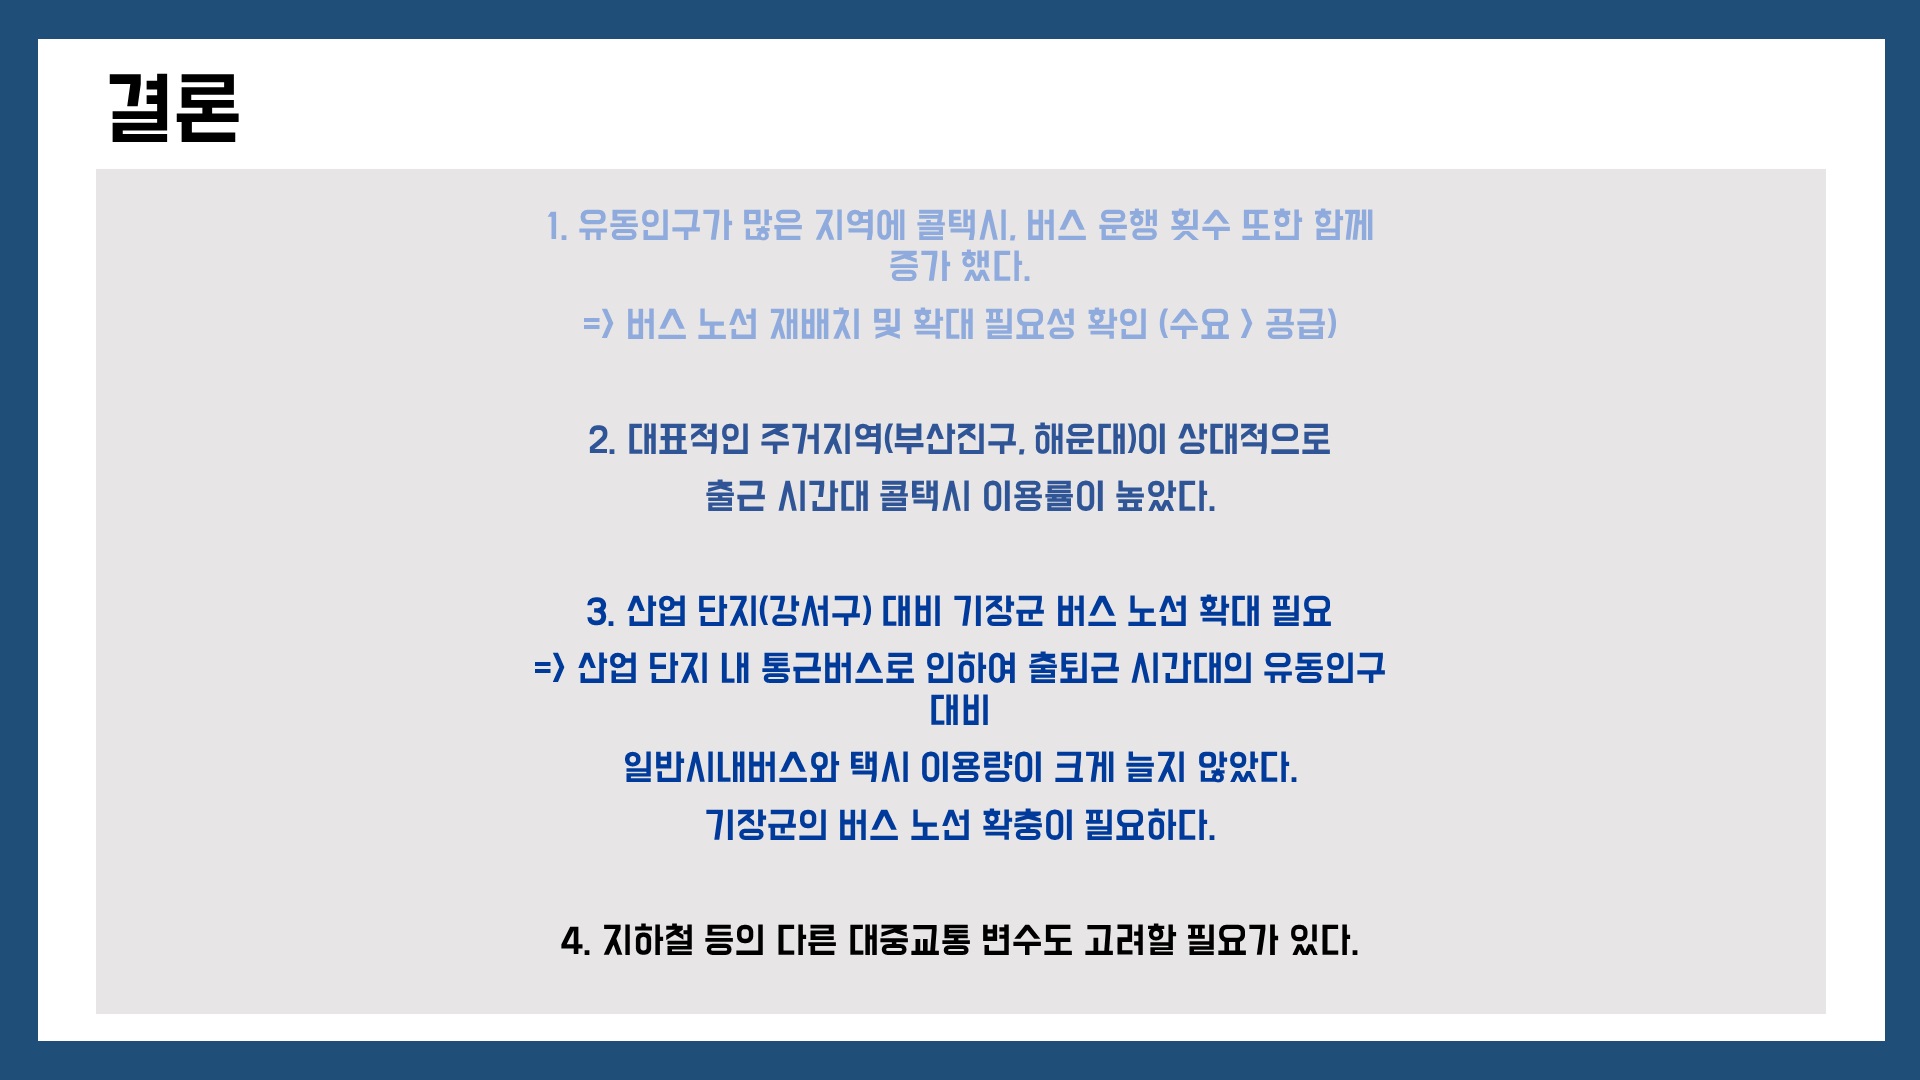 결론
1. 유동인구가 많은 지역에 콜택시, 버스 운행 횟수 또한 함께
증가 했다.
=> 버스 노선 재배치 및 확대 필요성 확인 (수요 > 공급)
2. 대표적인 주거지역(부산진구, 해운대)이 상대적으로
출근 시간대 콜택시 이용률이 높았다.
3. 산업 단지(강서구) 대비 기장군 버스 노선 확대 필요
=> 산업 단지 내 통근버스로 인하여 출퇴근 시간대의 유동인구
대비
일반시내버스와 택시 이용량이 크게 늘지 않았다.
기장군의 버스 노선 확충이 필요하다.
4. 지하철 등의 다른 대중교통 변수도 고려할 필요가 있다.